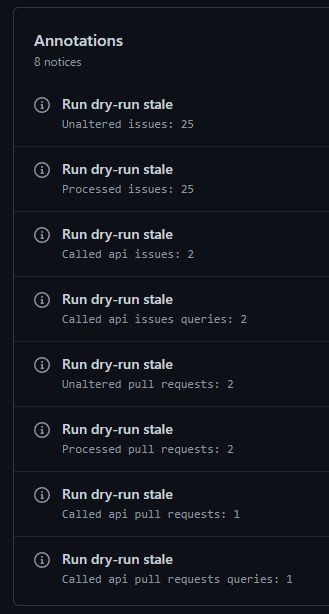 Annotations
8 notices
Run dry-run stale
Unaltered issues: 25
Run dry-run stale
Processed issues: 25
Run dry-run stale
Called api issues: 2
Run dry-run stale
Called api issues queries: 2
Run dry-run stale
Unaltered pull requests: 2
Run dry-run stale
Processed pull requests: 2
Run dry-run stale
Called api pull requests: 1
Run dry-run stale
Called api pull requests queries: 1